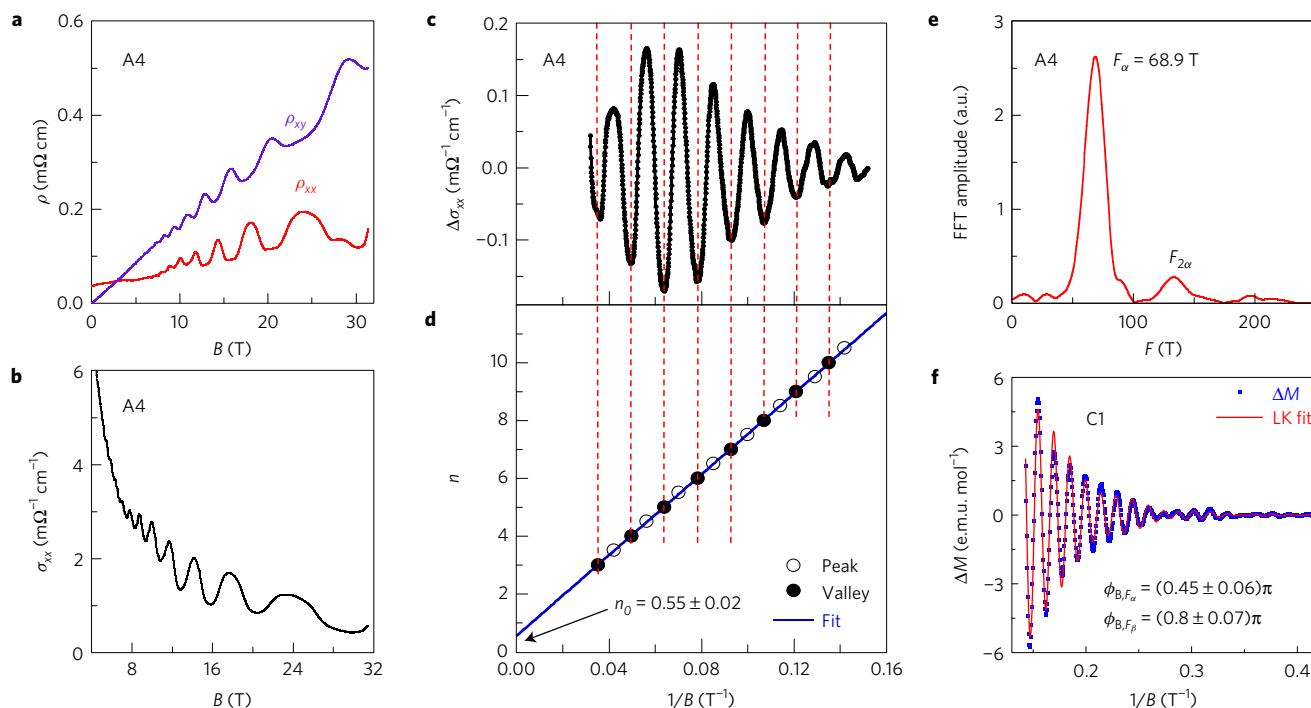 a
A4
ρxy
ρxx
ρ (mΩ cm)
0.6
0.4
0.2
0.0
0
10
20
30
B (T)
b
A4
σxx (mΩ⁻¹ cm⁻¹)
6
4
2
0
8
16
24
32
B (T)
c
A4
Δσxx (mΩ⁻¹ cm⁻¹)
0.2
0.1
0.0
−0.1
d
n
10
8
6
4
2
0
n0 = 0.55 ± 0.02
Peak
Valley
Fit
0.00
0.04
0.08
0.12
0.16
1/B (T⁻¹)
e
A4
Fα = 68.9 T
F2α
FFT amplitude (a.u.)
3
2
1
0
0
100
200
F (T)
f
C1
ΔM
LK fit
ΔM (e.m.u. mol⁻¹)
6
3
0
−3
−6
ϕB,Fα = (0.45 ± 0.06)π
ϕB,Fβ = (0.8 ± 0.07)π
0.2
0.3
0.4
1/B (T⁻¹)